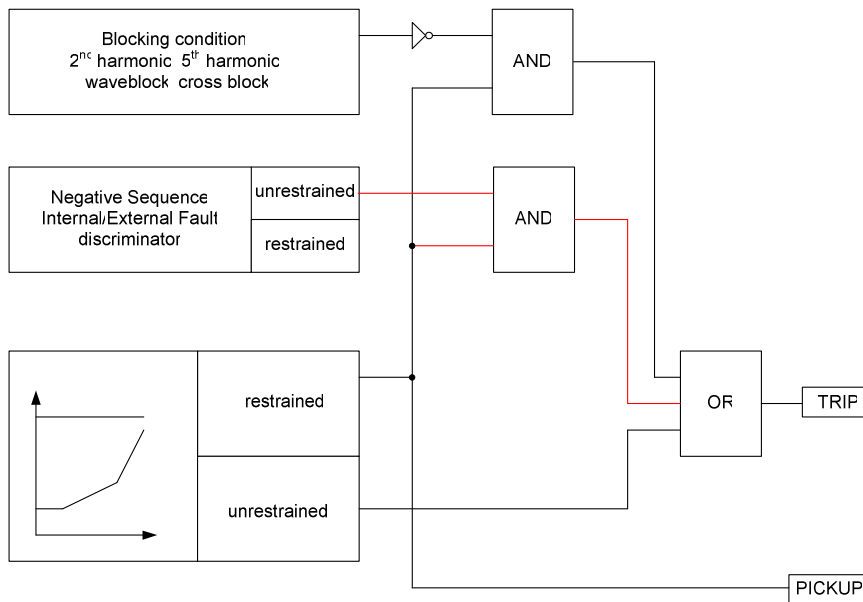 Blocking condition
2nd harmonic 5th harmonic
waveblock cross block
AND
Negative Sequence
Internal/External Fault
discriminator
unrestrained
restrained
AND
restrained
unrestrained
OR
TRIP
PICKUP